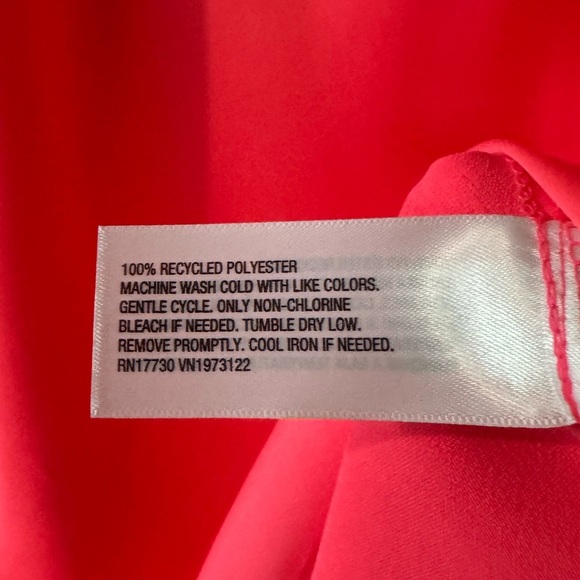 100% RECYCLED POLYESTER
MACHINE WASH COLD WITH LIKE COLORS.
GENTLE CYCLE. ONLY NON-CHLORINE
BLEACH IF NEEDED. TUMBLE DRY LOW.
REMOVE PROMPTLY. COOL IRON IF NEEDED.
RN17730 VN1973122